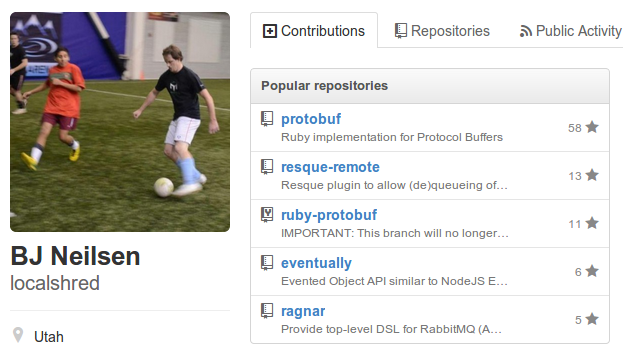 Contributions
Repositories
Public Activity
Popular repositories
protobuf
Ruby implementation for Protocol Buffers
58
resque-remote
Resque plugin to allow (de)queueing of…
13
ruby-protobuf
IMPORTANT: This branch will no longer…
11
eventually
Evented Object API similar to NodeJS E…
6
ragnar
Provide top-level DSL for RabbitMQ (A…
5
BJ Neilsen
localshred
Utah